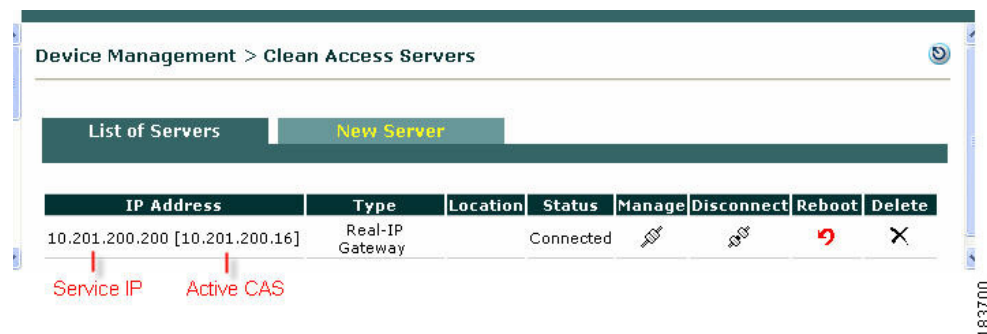 Device Management > Clean Access Servers
List of Servers New Server
IP Address Type Location Status Manage Disconnect Reboot Delete
10.201.200.200 [10.201.200.16] Real-IP Gateway Connected
Service IP Active CAS
183700